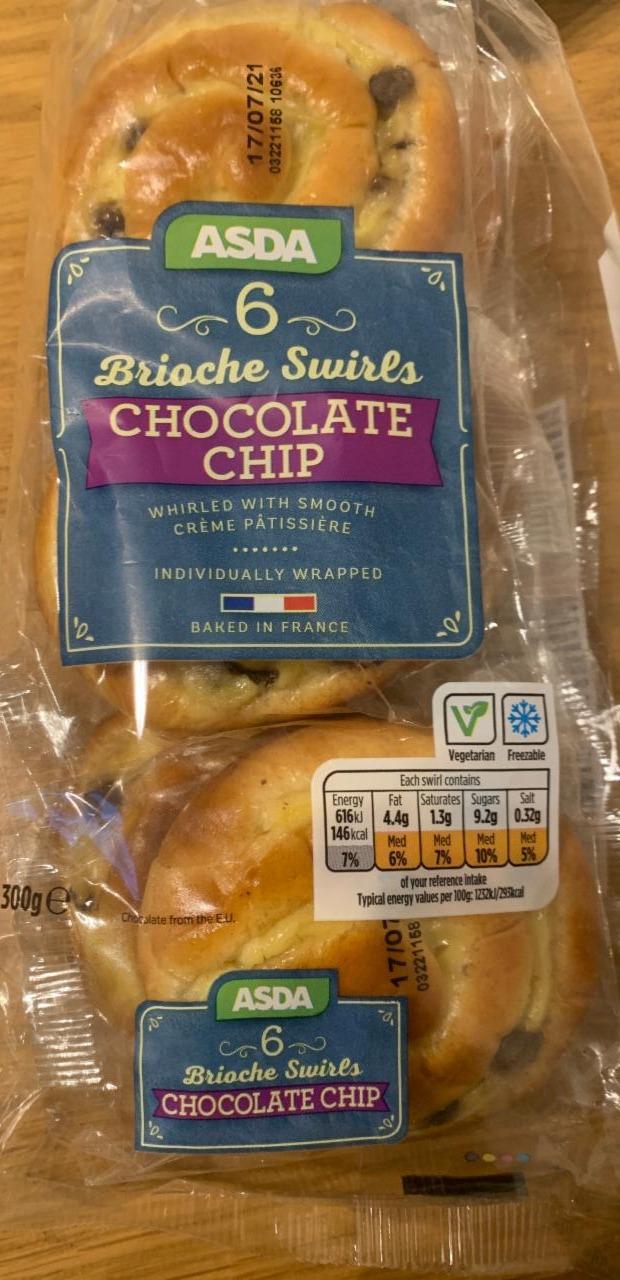 17/07/21
03221158 10636
ASDA
6
Brioche Swirls
CHOCOLATE
CHIP
WHIRLED WITH SMOOTH
CRÈME PÂTISSIÈRE
INDIVIDUALLY WRAPPED
BAKED IN FRANCE
Vegetarian Freezable
Each swirl contains
Energy Fat Saturates Sugars Salt
616kJ 4.4g 1.3g 9.2g 0.32g
146kcal Med Med Med Med
7% 6% 7% 10% 5%
of your reference intake
Typical energy values per 100g: 1232kJ/293kcal
300g e
Chocolate from the E.U.
17/07
03221158
ASDA
6
Brioche Swirls
CHOCOLATE CHIP